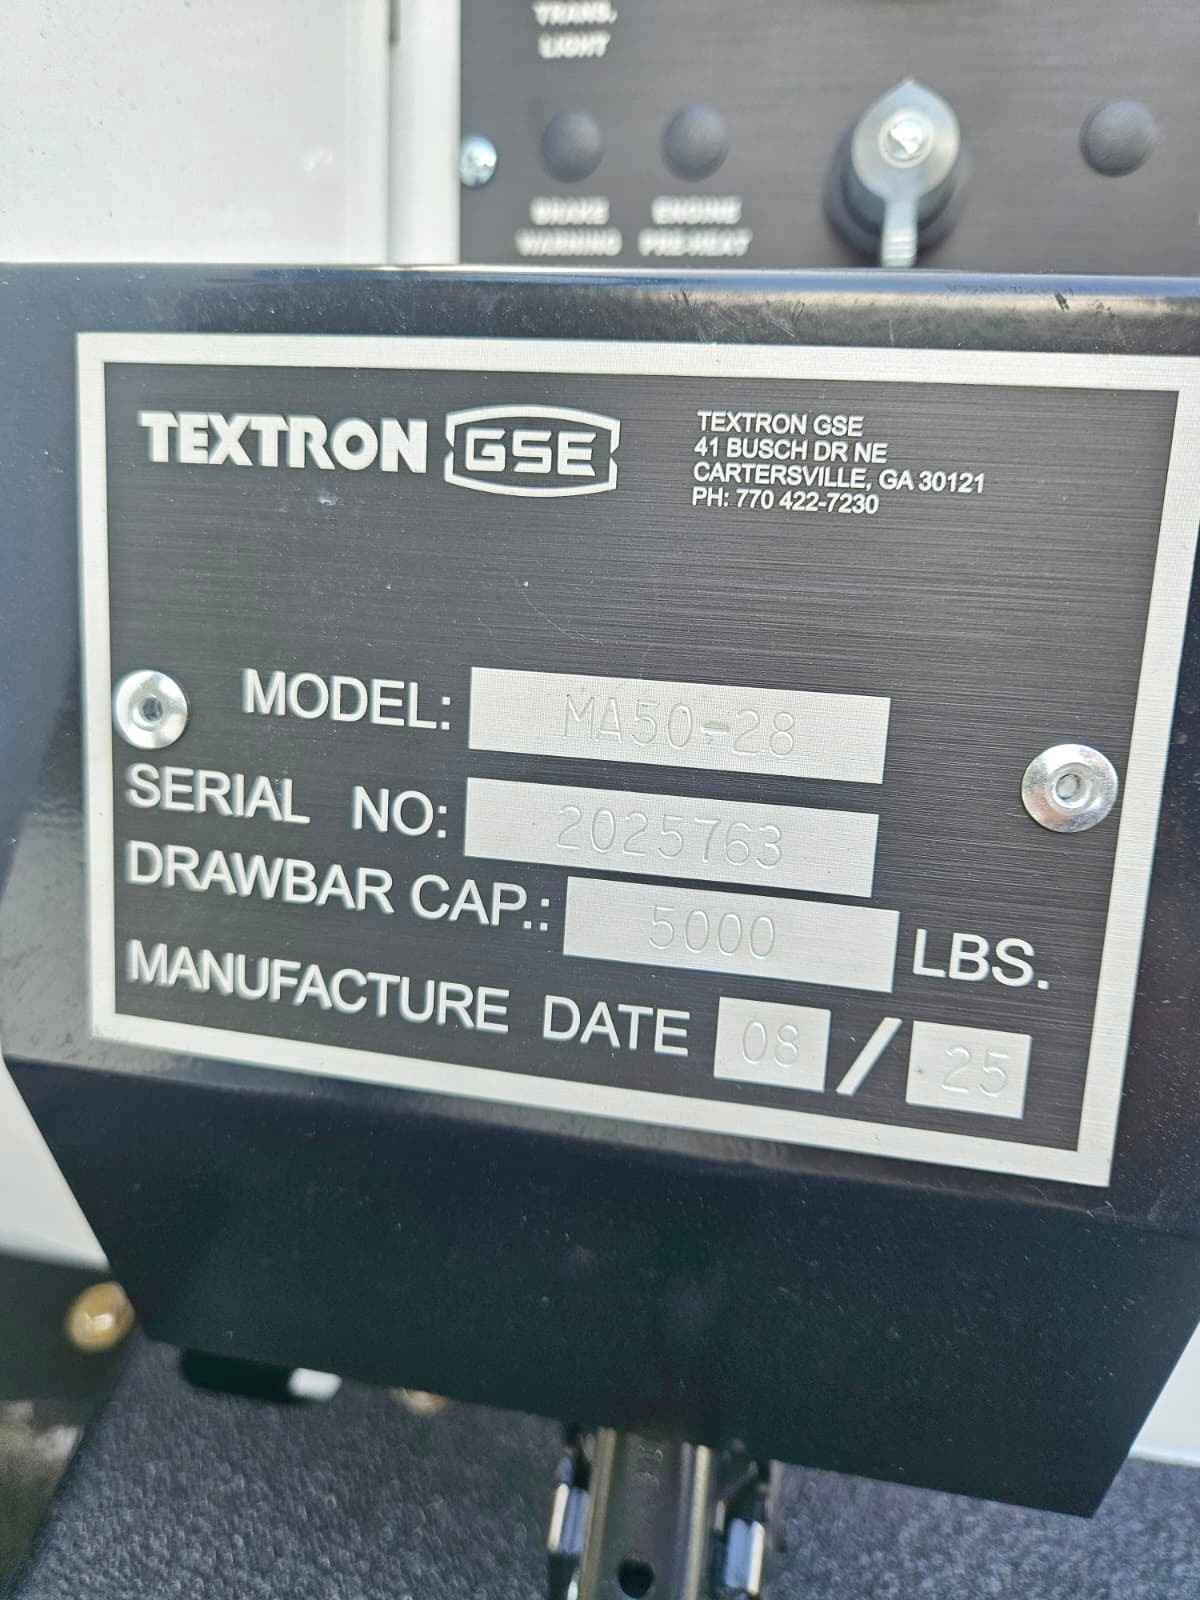 TRANS.
LIGHT
BRAKE
WARNING
ENGINE
PRE-HEAT
TEXTRON GSE
TEXTRON GSE
41 BUSCH DR NE
CARTERSVILLE, GA 30121
PH: 770 422-7230
MODEL: MA50-28
SERIAL NO: 2025763
DRAWBAR CAP.: 5000 LBS.
MANUFACTURE DATE 08 / 25